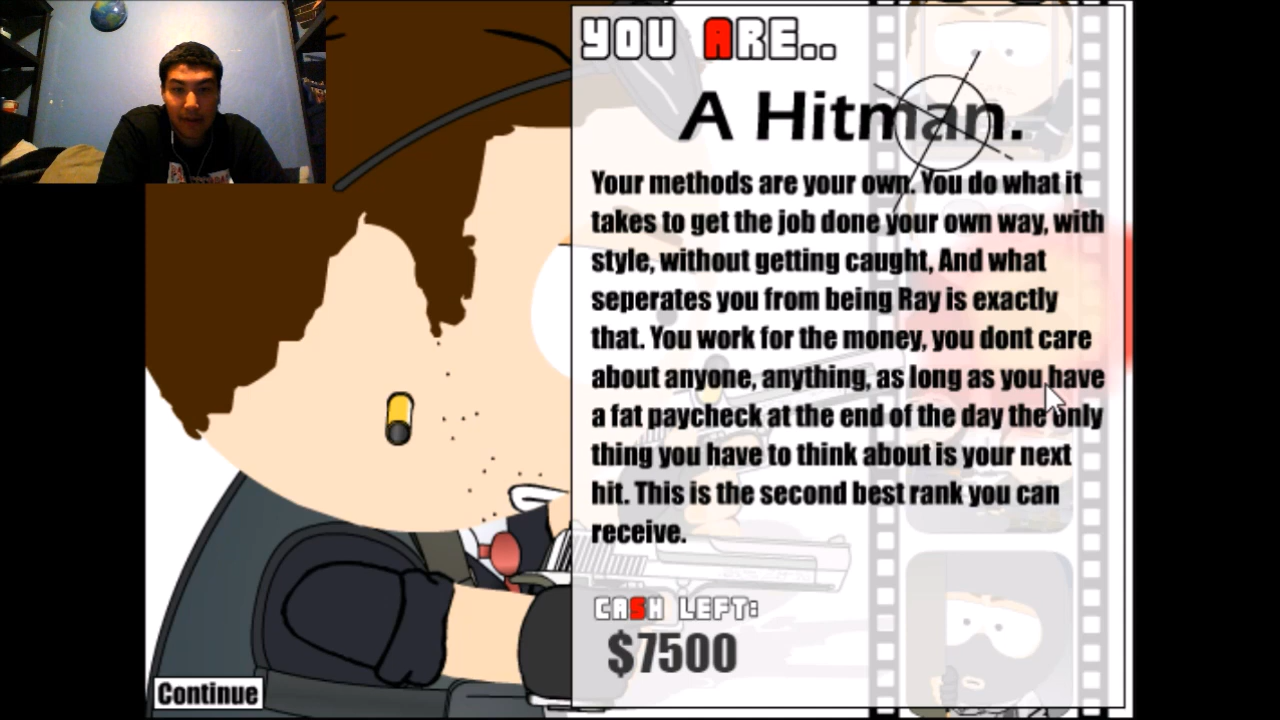 YOU ARE..
A Hitman.
Your methods are your own. You do what it
takes to get the job done your own way, with
style, without getting caught, And what
seperates you from being Ray is exactly
that. You work for the money, you dont care
about anyone, anything, as long as you have
a fat paycheck at the end of the day the only
thing you have to think about is your next
hit. This is the second best rank you can
receive.
CASH LEFT:
$7500
Continue